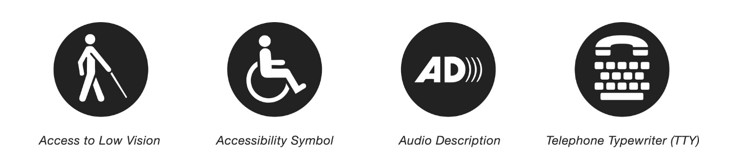 AD
Access to Low Vision
Accessibility Symbol
Audio Description
Telephone Typewriter (TTY)